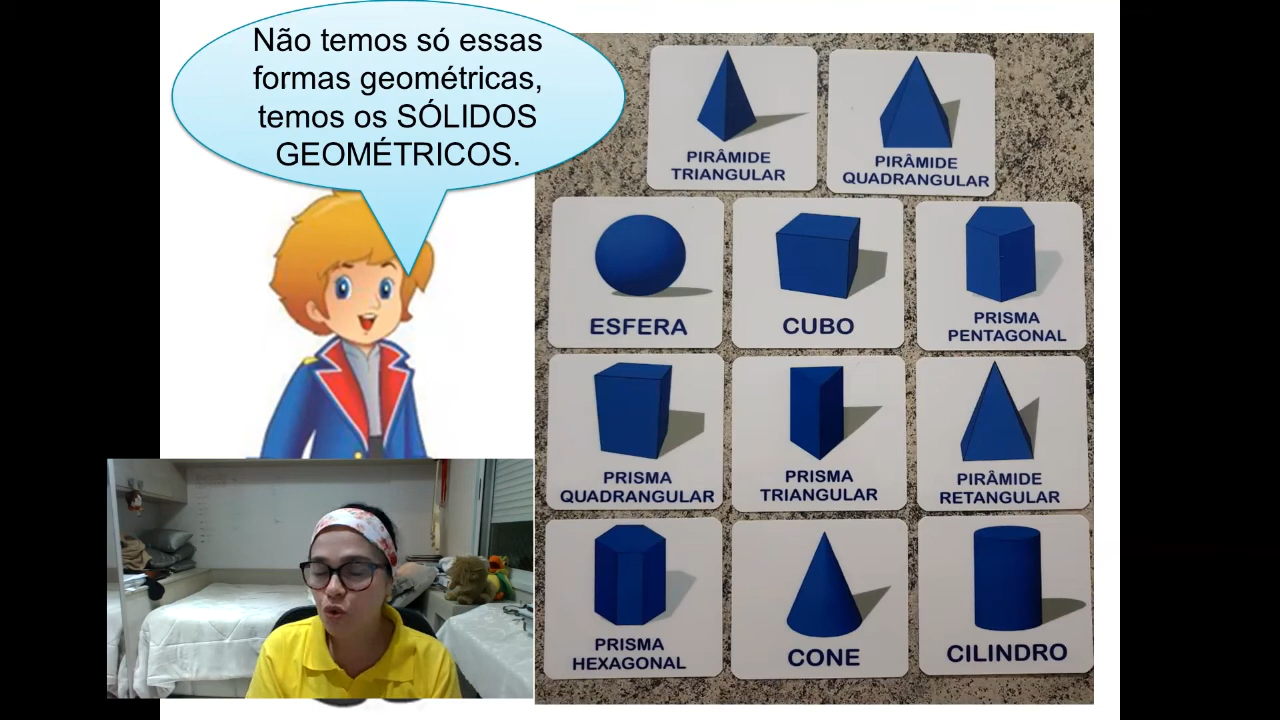 Não temos só essas
formas geométricas,
temos os SÓLIDOS
GEOMÉTRICOS.
PIRÂMIDE
TRIANGULAR
PIRÂMIDE
QUADRANGULAR
ESFERA
CUBO
PRISMA
PENTAGONAL
PRISMA
QUADRANGULAR
PRISMA
TRIANGULAR
PIRÂMIDE
RETANGULAR
PRISMA
HEXAGONAL
CONE
CILINDRO